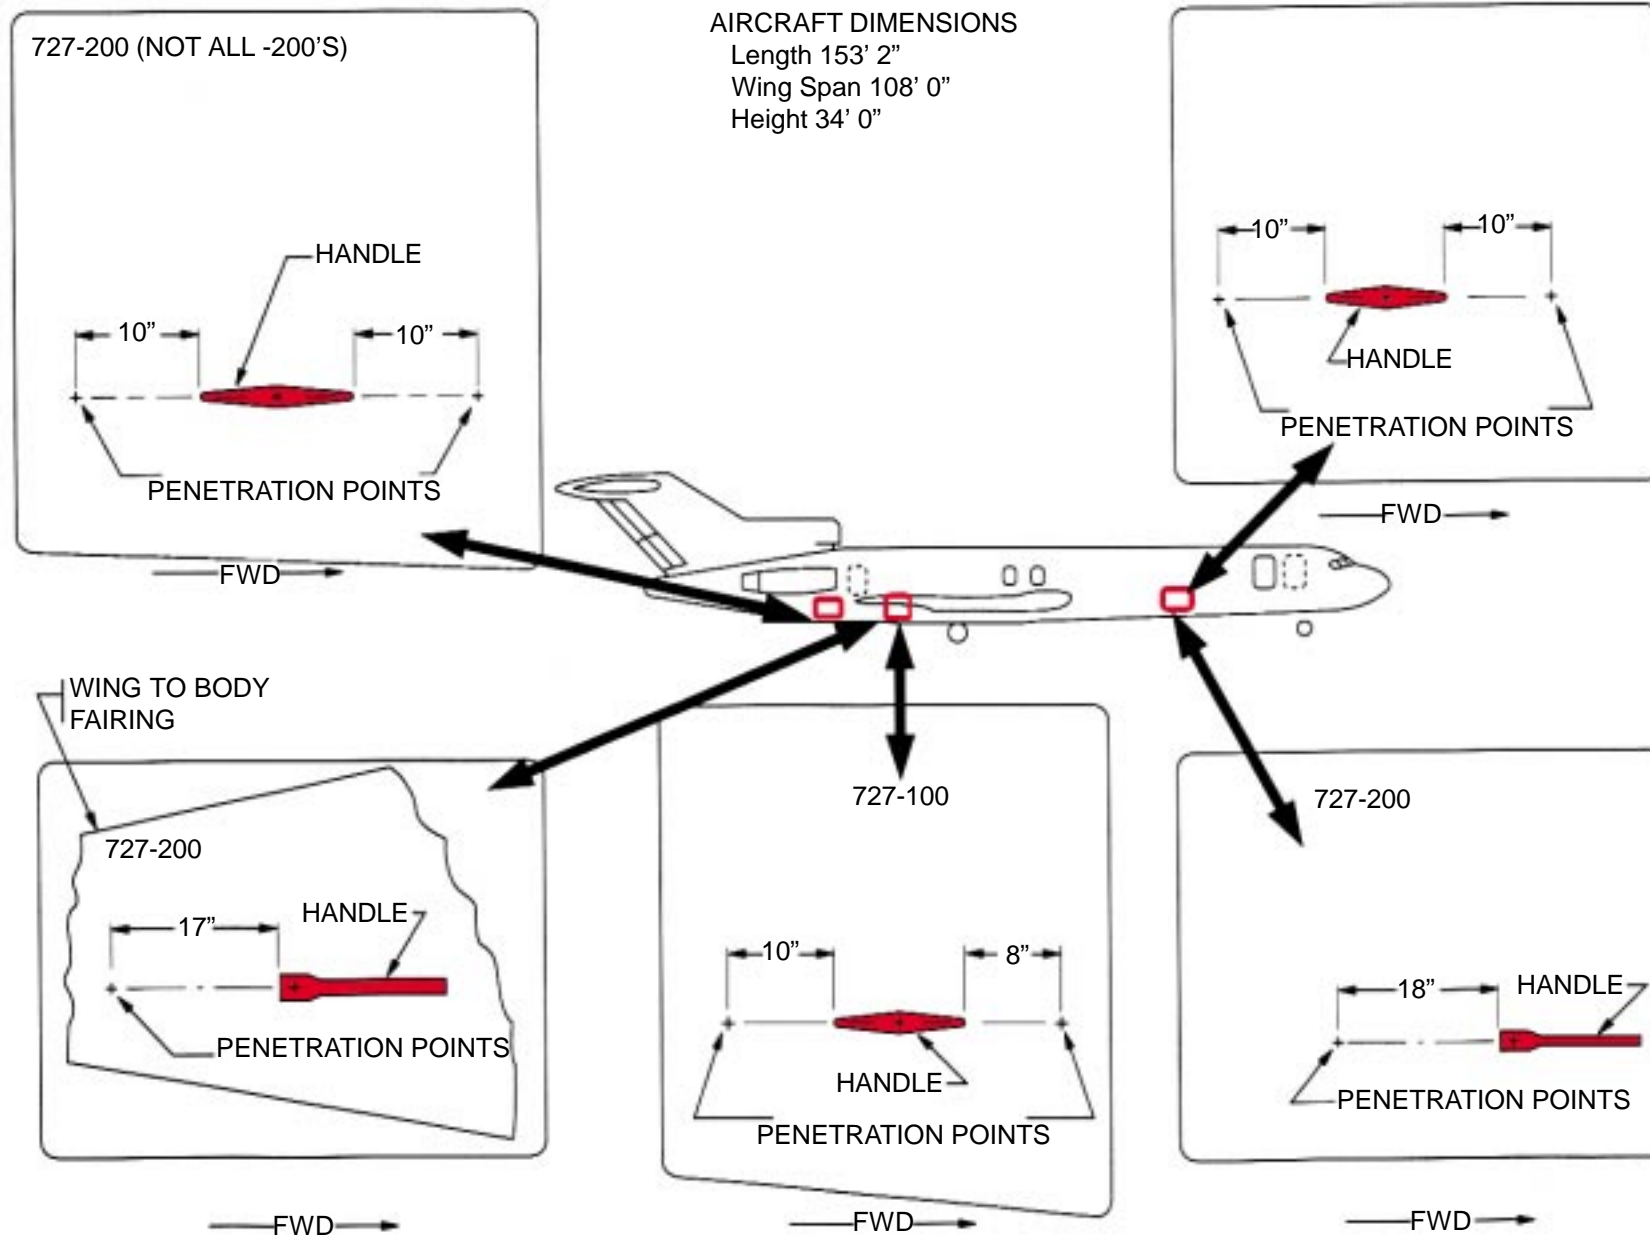 727-200 (NOT ALL -200'S)
HANDLE
10”
10”
PENETRATION POINTS
FWD
AIRCRAFT DIMENSIONS
Length 153’ 2”
Wing Span 108’ 0”
Height 34’ 0”
10”
10”
HANDLE
PENETRATION POINTS
FWD
WING TO BODY
FAIRING
727-200
HANDLE
17”
PENETRATION POINTS
FWD
727-100
10”
8”
HANDLE
PENETRATION POINTS
FWD
727-200
18”
HANDLE
PENETRATION POINTS
FWD